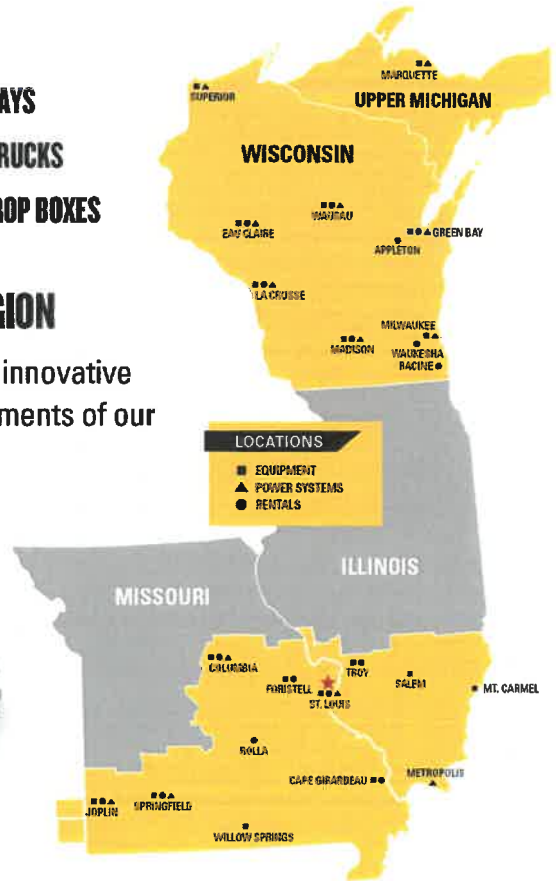 AYS
RUCKS
ROP BOXES
GION
innovative
ments of our
MARQUETTE
SUPERIOR
UPPER MICHIGAN
WISCONSIN
WAUSAU
EAU CLAIRE
GREEN BAY
APPLETON
LA CROSSE
MILWAUKEE
MADISON
WAUKESHA
RACINE
LOCATIONS
EQUIPMENT
POWER SYSTEMS
RENTALS
ILLINOIS
MISSOURI
COLUMBIA
TROY
FORISTELL
SALEM
MT. CARMEL
ST. LOUIS
ROLLA
METROPOLIS
CAPE GIRARDEAU
JOPLIN
SPRINGFIELD
WILLOW SPRINGS